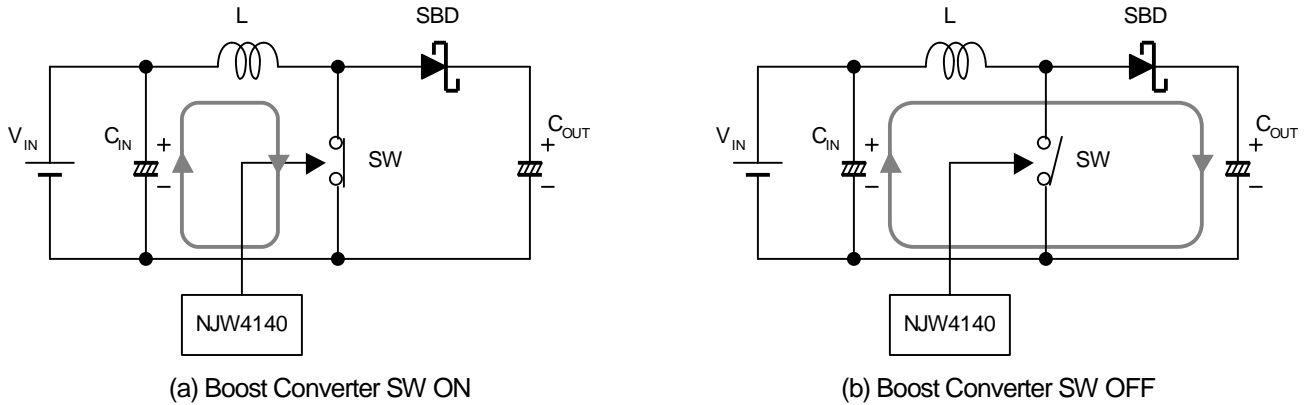 L
SBD
V_IN
C_IN
+
−
SW
+
C_OUT
−
NJW4140
(a) Boost Converter SW ON
L
SBD
V_IN
C_IN
+
−
SW
+
C_OUT
−
NJW4140
(b) Boost Converter SW OFF